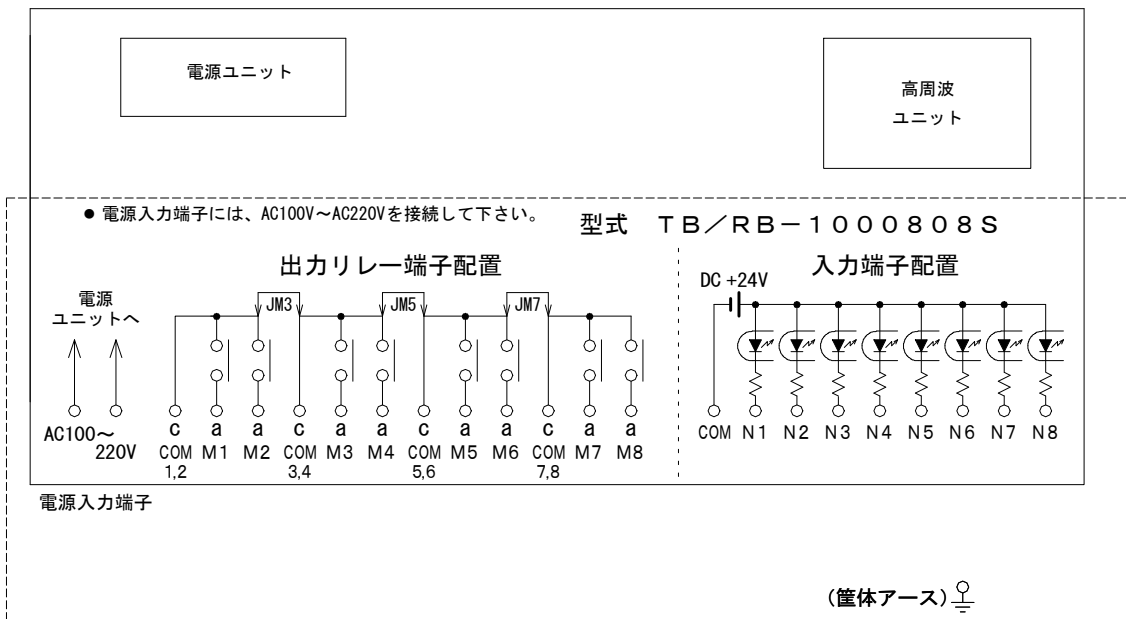 電源ユニット
高周波
ユニット
● 電源入力端子には、AC100V～AC220Vを接続して下さい。
型式　ＴＢ／ＲＢ－１０００８０８Ｓ
出力リレー端子配置
入力端子配置
DC +24V
電源
ユニットへ
JM3
JM5
JM7
AC100～
220V
c a a c a a c a a c a a
COM M1 M2 COM M3 M4 COM M5 M6 COM M7 M8
1,2 3,4 5,6 7,8
COM N1 N2 N3 N4 N5 N6 N7 N8
電源入力端子
(筐体アース)